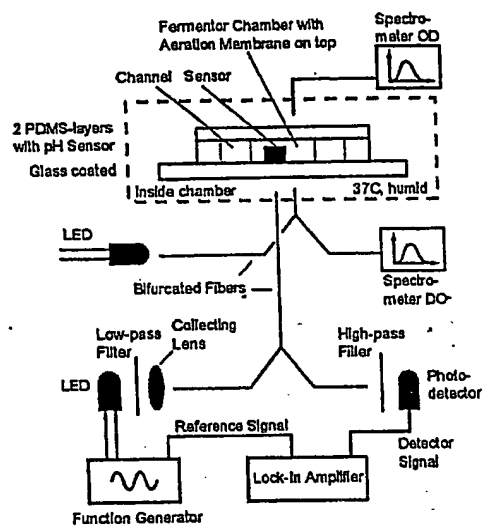 Spectro-
meter OD
Fermentor Chamber with
Aeration Membrane on top
Channel Sensor
2 PDMS-layers
with pH Sensor
Glass coated
Inside chamber
37C, humid
LED
Bifurcated Fibers
Spectro-
meter DO
Low-pass
Filter
Collecting
Lens
High-pass
Filter
LED
Photo-
detector
Reference Signal
Detector
Signal
Lock-In Amplifier
Function Generator